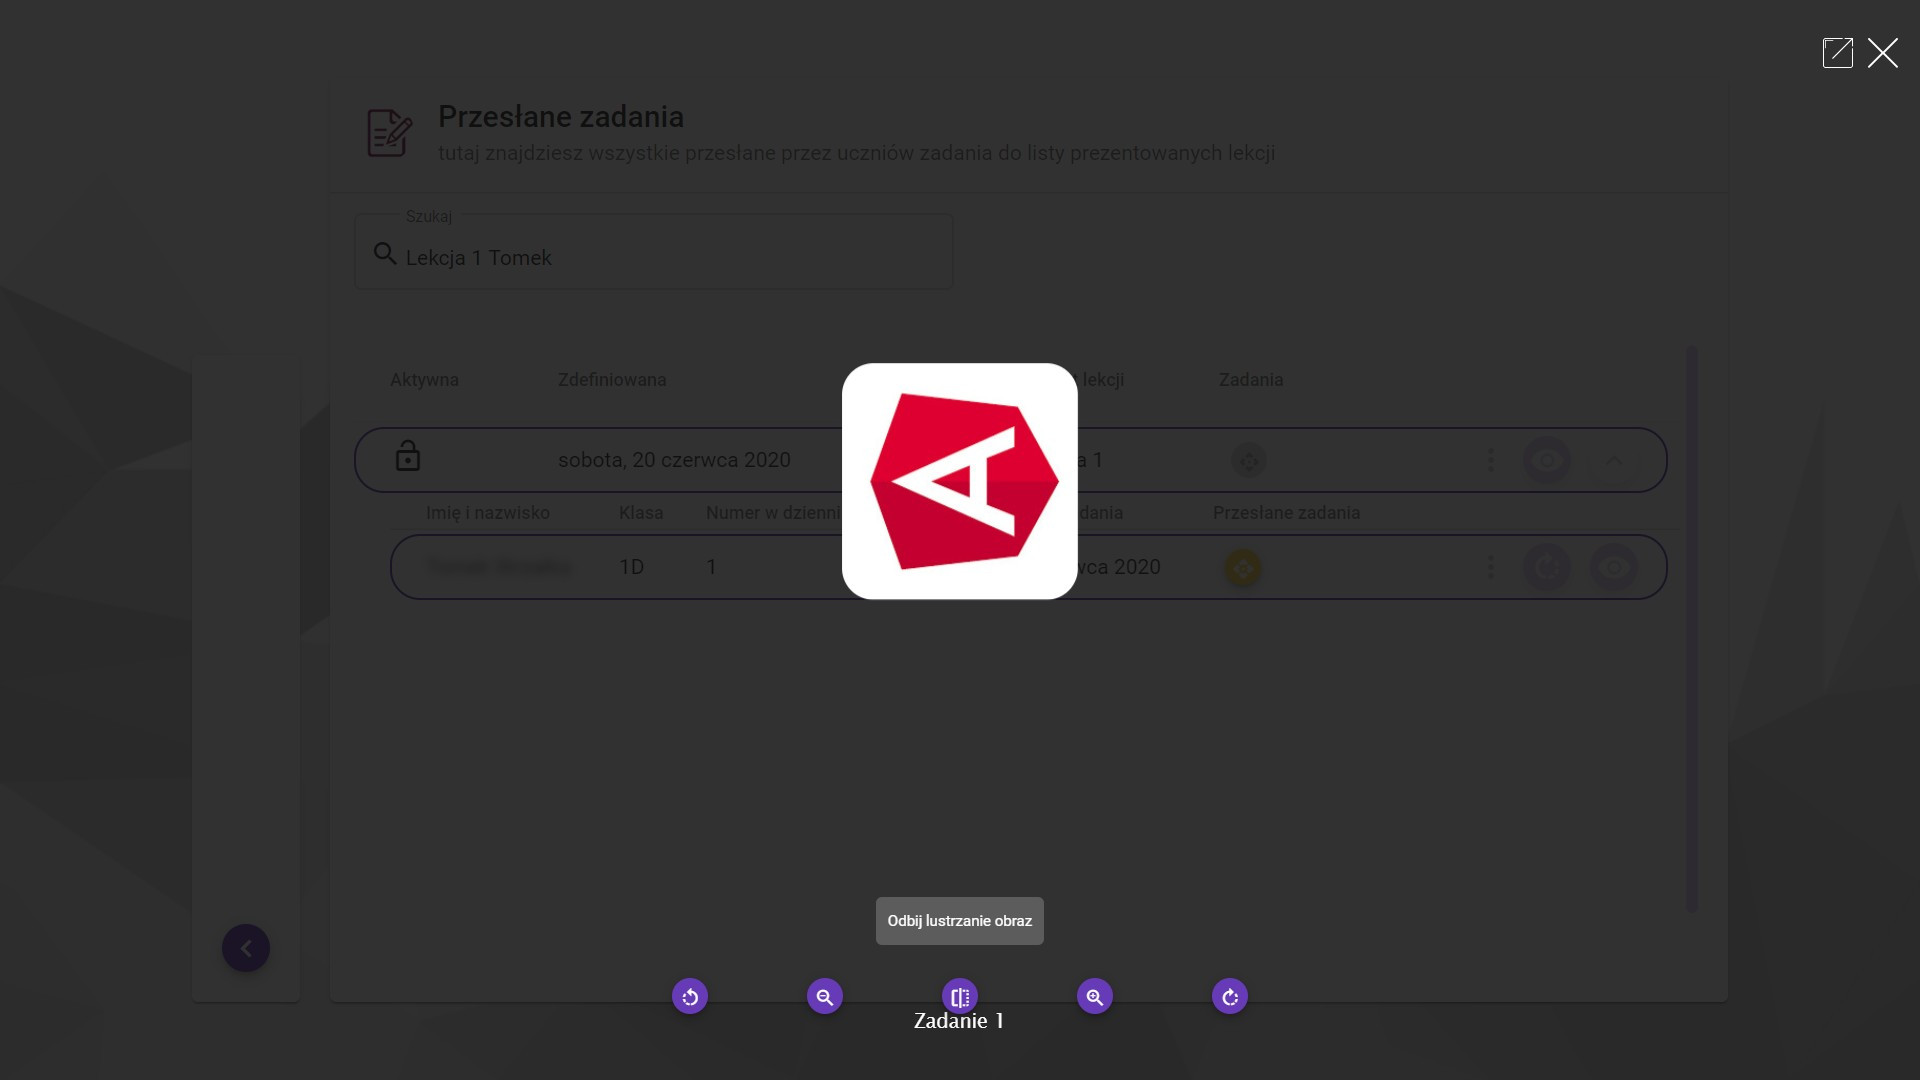 Przesłane zadania
tutaj znajdziesz wszystkie przesłane przez uczniów zadania do listy prezentowanych lekcji
Szukaj
Lekcja 1 Tomek
Aktywna Zdefiniowana lekcji Zadania
sobota, 20 czerwca 2020 a 1
Imię i nazwisko Klasa Numer w dzienni dania Przesłane zadania
1D 1 wca 2020
A
Odbij lustrzanie obraz
Zadanie 1